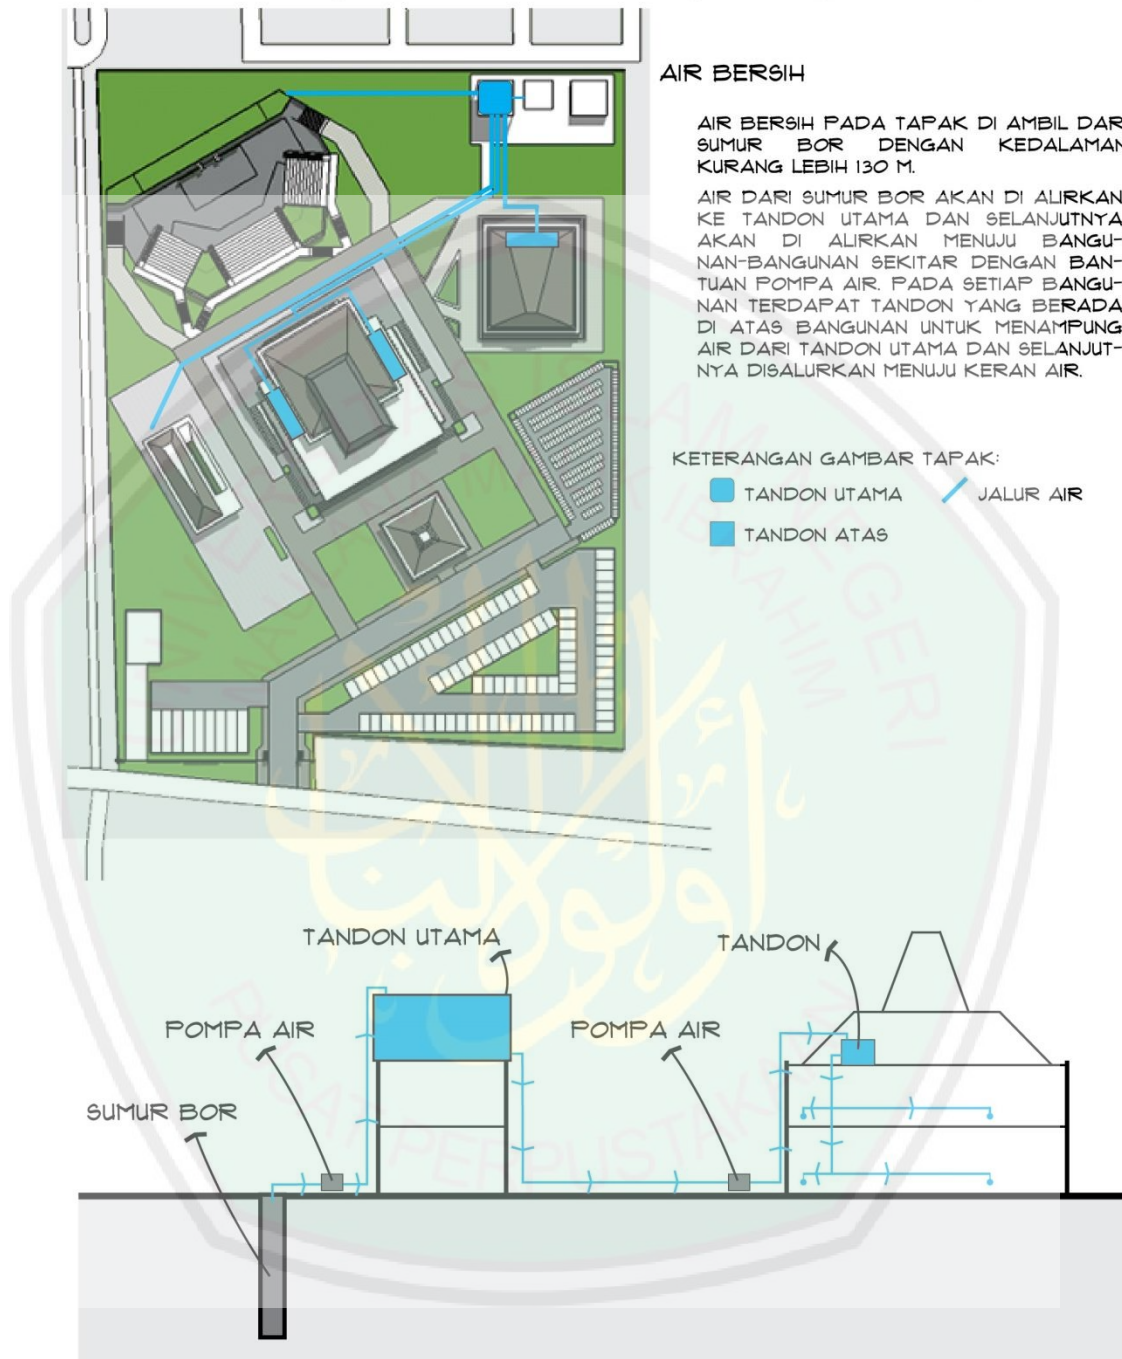 AIR BERSIH
AIR BERSIH PADA TAPAK DI AMBIL DAR
SUMUR BOR DENGAN KEDALAMAN
KURANG LEBIH 130 M.
AIR DARI SUMUR BOR AKAN DI ALIRKAN
KE TANDON UTAMA DAN SELANJUTNYA
AKAN DI ALIRKAN MENUJU BANGU-
NAN-BANGUNAN SEKITAR DENGAN BAN-
TUAN POMPA AIR. PADA SETIAP BANGU-
NAN TERDAPAT TANDON YANG BERADA
DI ATAS BANGUNAN UNTUK MENAMPUNG
AIR DARI TANDON UTAMA DAN SELANJUT-
NYA DISALURKAN MENUJU KERAN AIR.
KETERANGAN GAMBAR TAPAK:
TANDON UTAMA
JALUR AIR
TANDON ATAS
TANDON UTAMA
TANDON
POMPA AIR
POMPA AIR
SUMUR BOR
PUSAT PERPUSTAKAAN